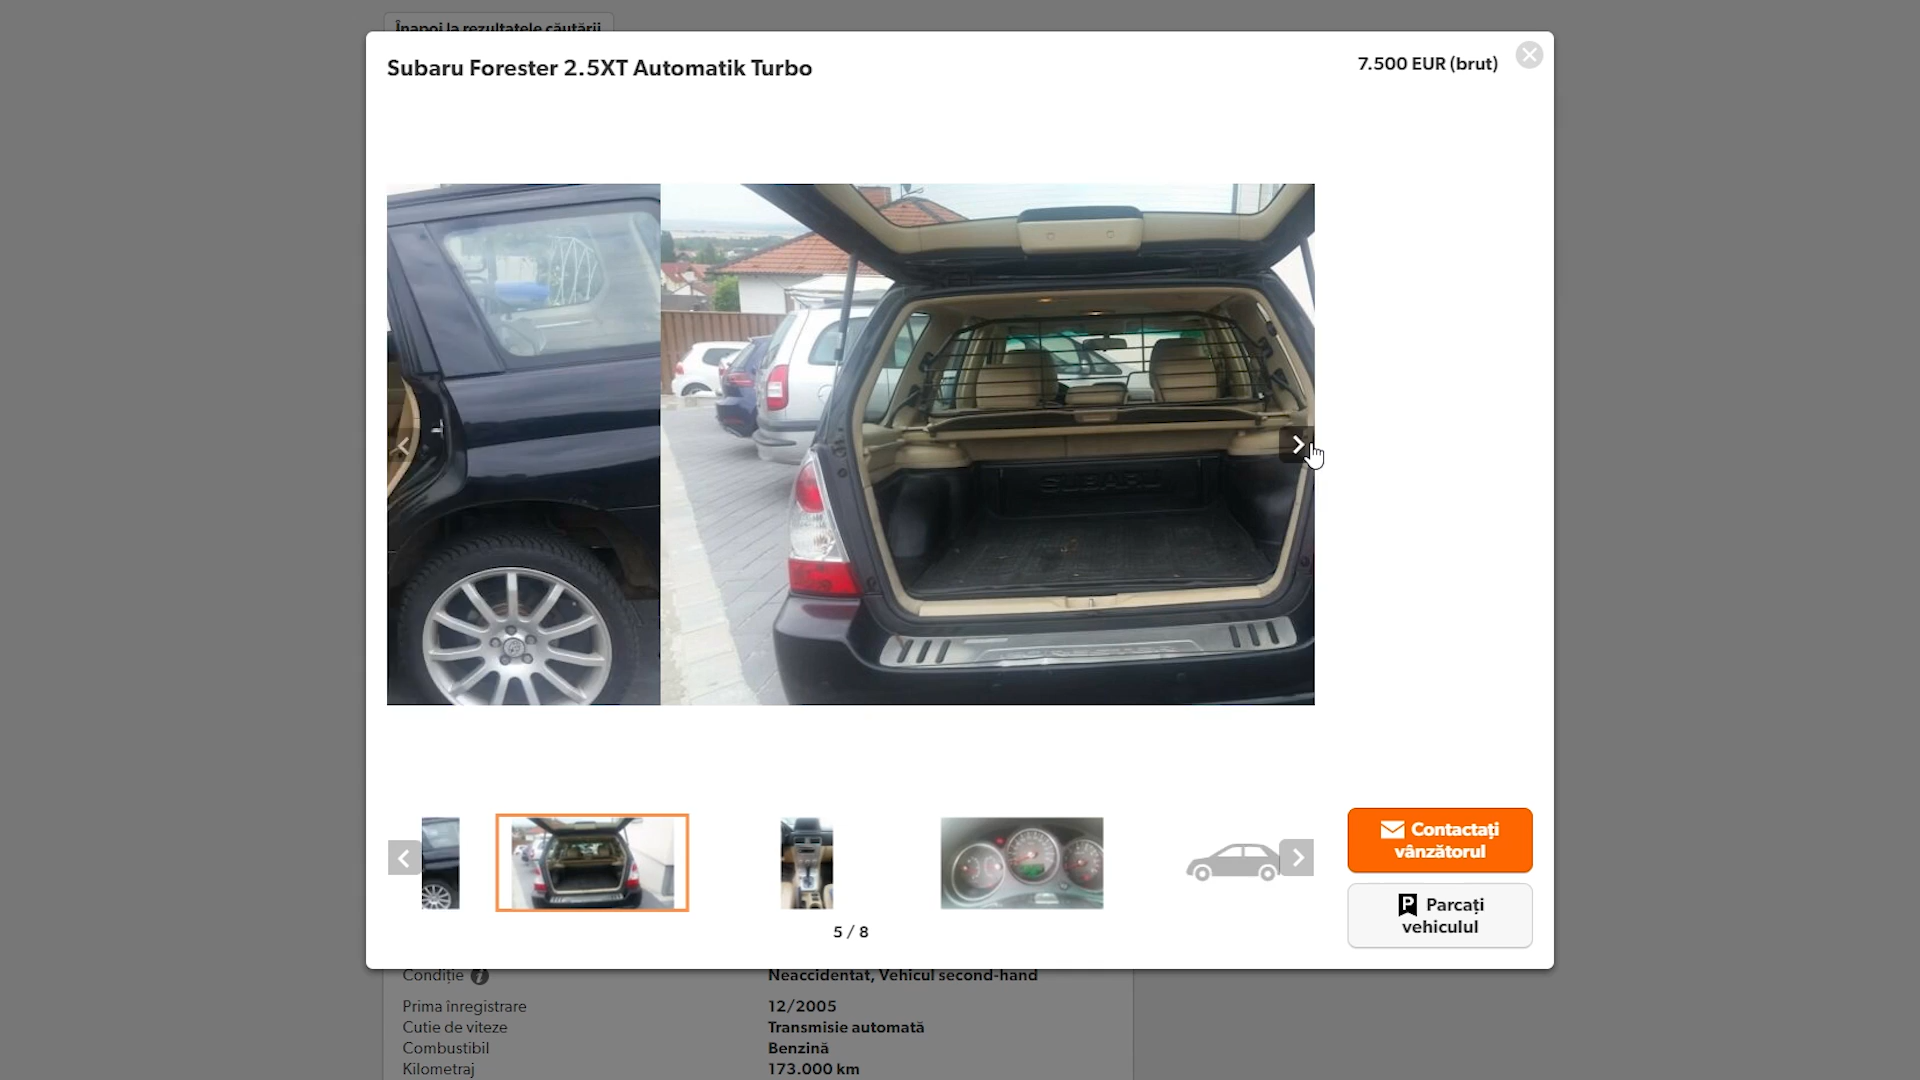 Înapoi la rezultatele căutării
Subaru Forester 2.5XT Automatik Turbo
7.500 EUR (brut)
SUBARU
FORESTER
5 / 8
Contactați
vânzătorul
P Parcați
vehiculul
Condiție i
Neaccidentat, Vehicul second-hand
Prima înregistrare
12/2005
Cutie de viteze
Transmisie automată
Combustibil
Benzină
Kilometraj
173.000 km